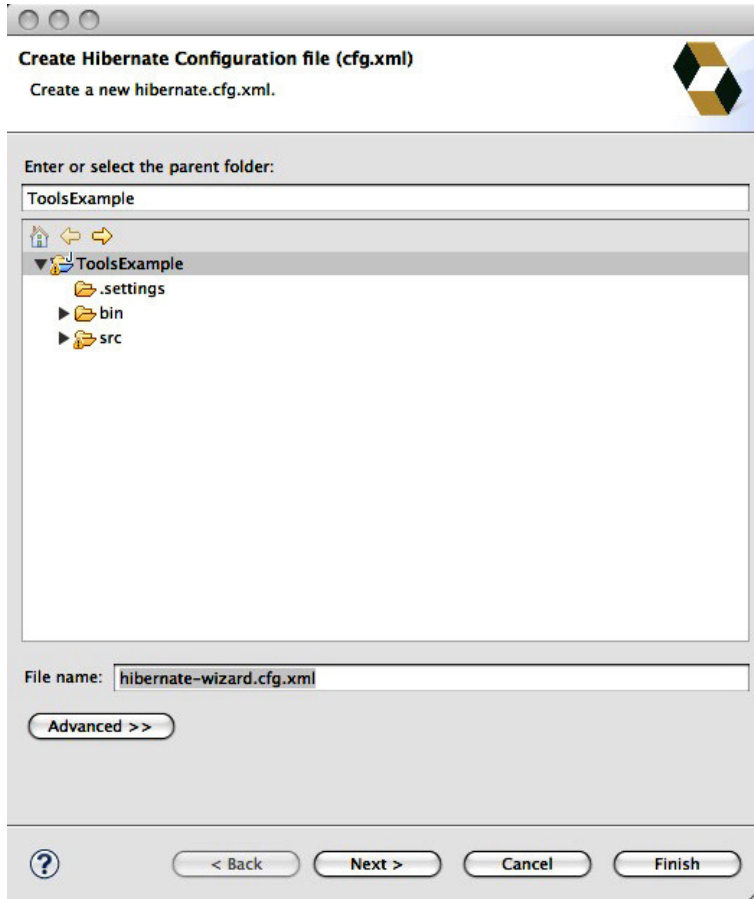 Create Hibernate Configuration file (cfg.xml)
Create a new hibernate.cfg.xml.
Enter or select the parent folder:
ToolsExample
ToolsExample
.settings
bin
src
File name: hibernate-wizard.cfg.xml
Advanced >>
? < Back Next > Cancel Finish